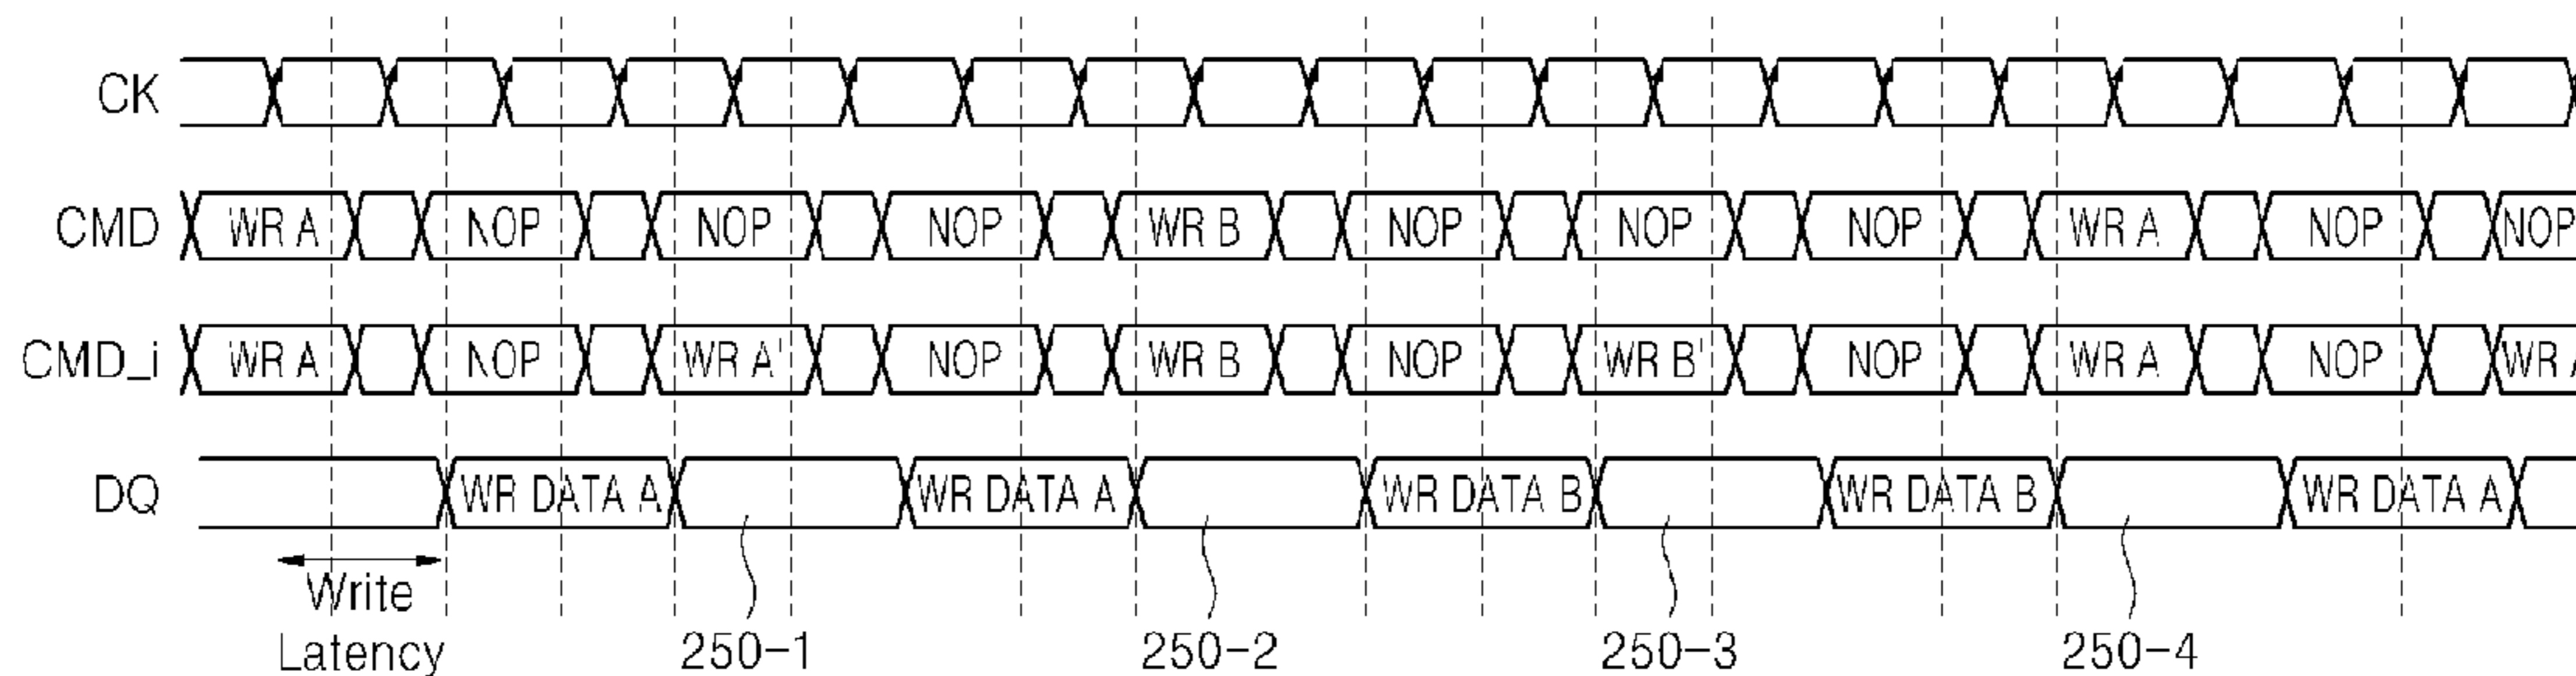 CK
CMD WR A NOP NOP NOP WR B NOP NOP NOP WR A NOP NOP
CMD_i WR A NOP WR A' NOP WR B NOP WR B' NOP WR A NOP WR
DQ WR DATA A WR DATA A WR DATA B WR DATA B WR DATA A
Write
Latency 250-1 250-2 250-3 250-4